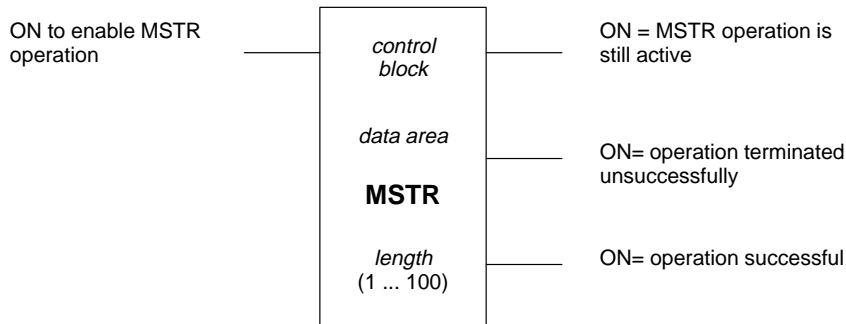 ON to enable MSTR
operation
control
block
data area
MSTR
length
(1 ... 100)
ON = MSTR operation is
still active
ON= operation terminated
unsuccessfully
ON= operation successful